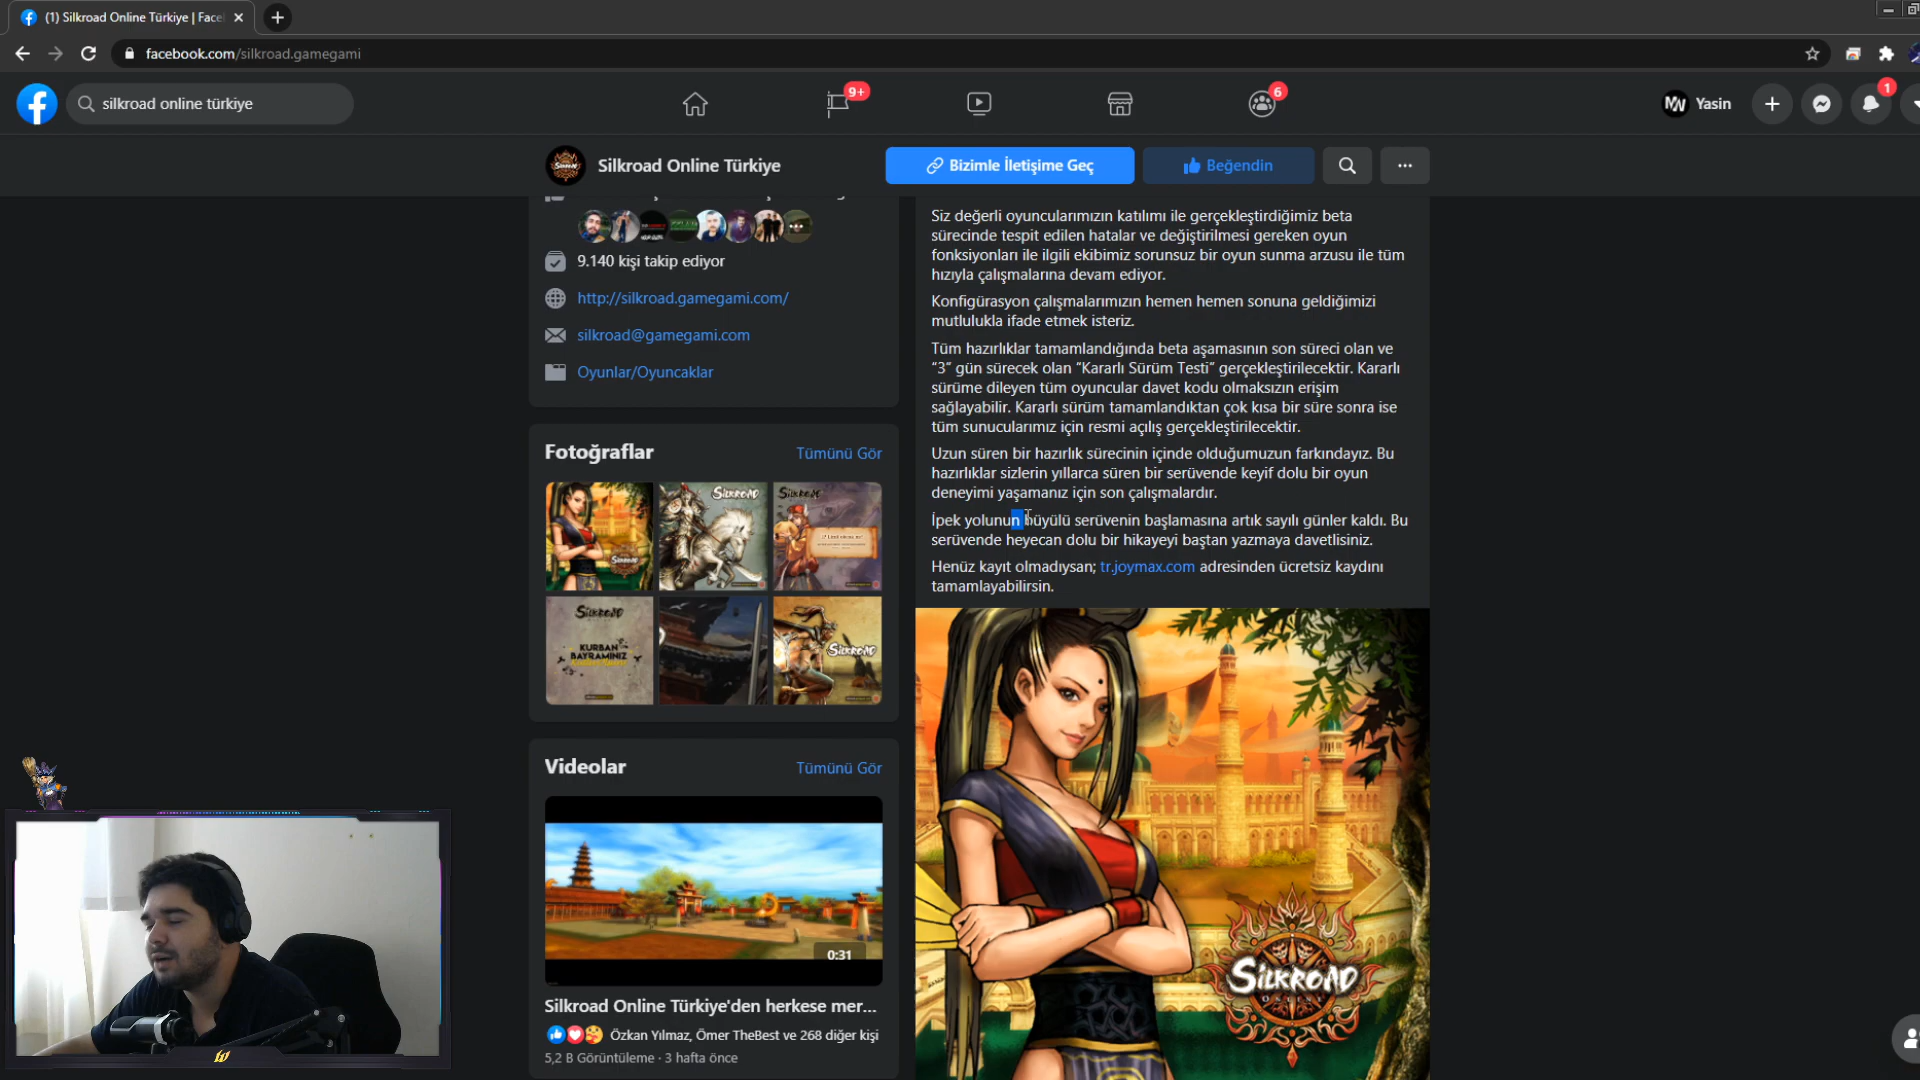 (1) Silkroad Online Türkiye | Face
facebook.com/silkroad.gamegami
silkroad online türkiye
9+
6
Yasin
1
Silkroad Online Türkiye
Bizimle İletişime Geç
Beğendin
9.140 kişi takip ediyor
http://silkroad.gamegami.com/
silkroad@gamegami.com
Oyunlar/Oyuncaklar
Fotoğraflar
Tümünü Gör
SILKROAD
SILKROAD
SILKROAD
KURBAN
BAYRAMINIZ
SILKROAD
Videolar
Tümünü Gör
0:31
Silkroad Online Türkiye'den herkese mer...
Özkan Yılmaz, Ömer TheBest ve 268 diğer kişi
5,2 B Görüntüleme · 3 hafta önce
Siz değerli oyuncularımızın katılımı ile gerçekleştirdiğimiz beta
sürecinde tespit edilen hatalar ve değiştirilmesi gereken oyun
fonksiyonları ile ilgili ekibimiz sorunsuz bir oyun sunma arzusu ile tüm
hızıyla çalışmalarına devam ediyor.
Konfigürasyon çalışmalarımızın hemen hemen sonuna geldiğimizi
mutlulukla ifade etmek isteriz.
Tüm hazırlıklar tamamlandığında beta aşamasının son süreci olan ve
"3" gün sürecek olan "Kararlı Sürüm Testi" gerçekleştirilecektir. Kararlı
sürüme dileyen tüm oyuncular davet kodu olmaksızın erişim
sağlayabilir. Kararlı sürüm tamamlandıktan çok kısa bir süre sonra ise
tüm sunucularımız için resmi açılış gerçekleştirilecektir.
Uzun süren bir hazırlık sürecinin içinde olduğumuzun farkındayız. Bu
hazırlıklar sizlerin yıllarca süren bir serüvende keyif dolu bir oyun
deneyimi yaşamanız için son çalışmalardır.
İpek yolunun büyülü serüvenin başlamasına artık sayılı günler kaldı. Bu
serüvende heyecan dolu bir hikayeyi baştan yazmaya davetlisiniz.
Henüz kayıt olmadıysan; tr.joymax.com adresinden ücretsiz kaydını
tamamlayabilirsin.
SILKROAD
ONLINE